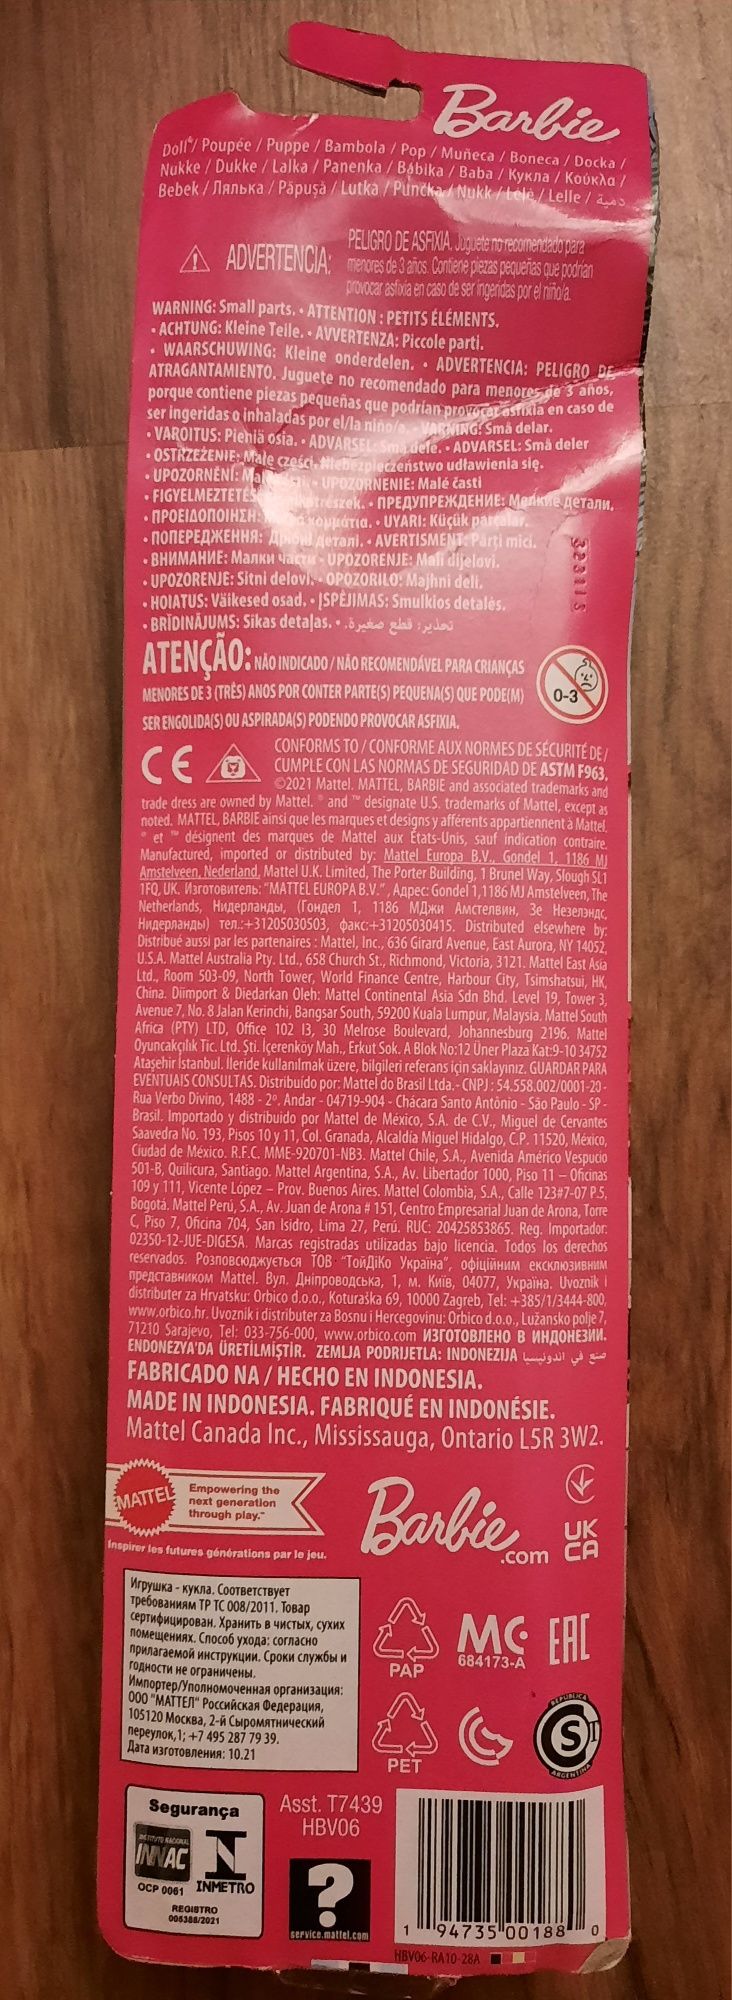 Barbie
Doll*/ Poupée / Puppe / Bambola / Pop / Muñeca / Boneca / Docka /
Nukke / Dukke / Lalka / Panenka / Bábika / Baba / Кукла / Κούκλα /
Bebek / Лялька / Păpuşă / Lutka / Punčka / Nukk / Lėlė / Lelle / دمية
ADVERTENCIA: PELIGRO DE ASFIXIA. Juguete no recomendado para
menores de 3 años. Contiene piezas pequeñas que podrían
provocar asfixia en caso de ser ingeridas por el niño/a.
WARNING: Small parts. • ATTENTION : PETITS ÉLÉMENTS.
• ACHTUNG: Kleine Teile. • AVVERTENZA: Piccole parti.
• WAARSCHUWING: Kleine onderdelen. • ADVERTENCIA: PELIGRO DE
ATRAGANTAMIENTO. Juguete no recomendado para menores de 3 años,
porque contiene piezas pequeñas que podrían provocar asfixia en caso de
ser ingeridas o inhaladas por el/la niño/a. • VARNING: Små delar.
• VAROITUS: Pieniä osia. • ADVARSEL: Små dele. • ADVARSEL: Små deler
• OSTRZEŻENIE: Małe części. Niebezpieczeństwo udławienia się.
• UPOZORNĚNÍ: • UPOZORNENIE: Malé časti
• FIGYELMEZTETÉS • ПРЕДУПРЕЖДЕНИЕ: Мелкие детали.
• ΠΡΟΕΙΔΟΠΟΙΗΣΗ: κομμάτια. • UYARI: Küçük parçalar.
• ПОПЕРЕДЖЕННЯ: Дрібні деталі. • AVERTISMENT: Părți mici.
• ВНИМАНИЕ: Малки части • UPOZORENJE: Mali dijelovi.
• UPOZORENJE: Sitni delovi. • OPOZORILO: Majhni deli.
• HOIATUS: Väikesed osad. • ĮSPĖJIMAS: Smulkios detalės.
• BRĪDINĀJUMS: Sīkas detaļas. • تحذير: قطع صغيرة.
323113
ATENÇÃO: NÃO INDICADO / NÃO RECOMENDÁVEL PARA CRIANÇAS
MENORES DE 3 (TRÊS) ANOS POR CONTER PARTE(S) PEQUENA(S) QUE PODE(M)
SER ENGOLIDA(S) OU ASPIRADA(S) PODENDO PROVOCAR ASFIXIA.
0-3
CE CONFORMS TO / CONFORME AUX NORMES DE SÉCURITÉ DE /
CUMPLE CON LAS NORMAS DE SEGURIDAD DE ASTM F963.
©2021 Mattel. MATTEL, BARBIE and associated trademarks and
trade dress are owned by Mattel. ® and ™ designate U.S. trademarks of Mattel, except as
noted. MATTEL, BARBIE ainsi que les marques et designs y afférents appartiennent à Mattel.
® et ™ désignent des marques de Mattel aux États-Unis, sauf indication contraire.
Manufactured, imported or distributed by: Mattel Europa B.V., Gondel 1, 1186 MJ
Amstelveen, Nederland. Mattel U.K. Limited, The Porter Building, 1 Brunel Way, Slough SL1
1FQ, UK. Изготовитель: "MATTEL EUROPA B.V.", Адрес: Gondel 1,1186 MJ Amstelveen, The
Netherlands, Нидерланды, (Гондел 1, 1186 МДжи Амстелвин, Зе Незелэндс,
Нидерланды) тел.:+31205030503, факс:+31205030415. Distributed elsewhere by:
Distribué aussi par les partenaires : Mattel, Inc., 636 Girard Avenue, East Aurora, NY 14052,
U.S.A. Mattel Australia Pty. Ltd., 658 Church St., Richmond, Victoria, 3121. Mattel East Asia
Ltd., Room 503-09, North Tower, World Finance Centre, Harbour City, Tsimshatsui, HK,
China. Diimport & Diedarkan Oleh: Mattel Continental Asia Sdn Bhd. Level 19, Tower 3,
Avenue 7, No. 8 Jalan Kerinchi, Bangsar South, 59200 Kuala Lumpur, Malaysia. Mattel South
Africa (PTY) LTD, Office 102 I3, 30 Melrose Boulevard, Johannesburg 2196. Mattel
Oyuncakçılık Tic. Ltd. Şti. İçerenköy Mah., Erkut Sok. A Blok No:12 Üner Plaza Kat:9-10 34752
Ataşehir İstanbul. İleride kullanılmak üzere, bilgileri referans için saklayınız. GUARDAR PARA
EVENTUAIS CONSULTAS. Distribuído por: Mattel do Brasil Ltda.- CNPJ : 54.558.002/0001-20 -
Rua Verbo Divino, 1488 - 2º. Andar - 04719-904 - Chácara Santo Antônio - São Paulo - SP -
Brasil. Importado y distribuido por Mattel de México, S.A. de C.V., Miguel de Cervantes
Saavedra No. 193, Pisos 10 y 11, Col. Granada, Alcaldía Miguel Hidalgo, C.P. 11520, México,
Ciudad de México. R.F.C. MME-920701-NB3. Mattel Chile, S.A., Avenida Américo Vespucio
501-B, Quilicura, Santiago. Mattel Argentina, S.A., Av. Libertador 1000, Piso 11 – Oficinas
109 y 111, Vicente López – Prov. Buenos Aires. Mattel Colombia, S.A., Calle 123#7-07 P.5,
Bogotá. Mattel Perú, S.A., Av. Juan de Arona # 151, Centro Empresarial Juan de Arona, Torre
C, Piso 7, Oficina 704, San Isidro, Lima 27, Perú. RUC: 20425853865. Reg. Importador:
02350-12-JUE-DIGESA. Marcas registradas utilizadas bajo licencia. Todos los derechos
reservados. Розповсюджується ТОВ "ТойДіКо Україна", офіційним ексклюзивним
представником Mattel. Вул. Дніпроводська, 1, м. Київ, 04077, Україна. Uvoznik i
distributer za Hrvatsku: Orbico d.o.o., Koturaška 69, 10000 Zagreb, Tel: +385/1/3444-800,
www.orbico.hr. Uvoznik i distributer za Bosnu i Hercegovinu: Orbico d.o.o., Lužansko polje 7,
71210 Sarajevo, Tel: 033-756-000, www.orbico.com ИЗГОТОВЛЕНО В ИНДОНЕЗИИ.
ENDONEZYA'DA ÜRETİLMİŞTİR. ZEMLJA PODRIJETLA: INDONEZIJA صنع في اندونيسيا
FABRICADO NA / HECHO EN INDONESIA.
MADE IN INDONESIA. FABRIQUÉ EN INDONÉSIE.
Mattel Canada Inc., Mississauga, Ontario L5R 3W2.
MATTEL
Empowering the
next generation
through play.™
Inspirer les futures générations par le jeu.
Barbie
.com
UK
CA
Игрушка - кукла. Соответствует
требованиям ТР ТС 008/2011. Товар
сертифицирован. Хранить в чистых, сухих
помещениях. Способ ухода: согласно
прилагаемой инструкции. Сроки службы и
годности не ограничены.
Импортер/Уполномоченная организация:
ООО "МАТТЕЛ" Российская Федерация,
105120 Москва, 2-й Сыромятнический
переулок,1; +7 495 287 79 39.
Дата изготовления: 10.21
PAP
MC
684173-A
EAC
PET
REPUBLICA
S
ARGENTINA
Segurança
INSTITUTO NACIONAL
INNAC
OCP 0061
INMETRO
REGISTRO
005388/2021
Asst. T7439
HBV06
?
service.mattel.com
1 94735 00188 0
HBV06-RA10-28A